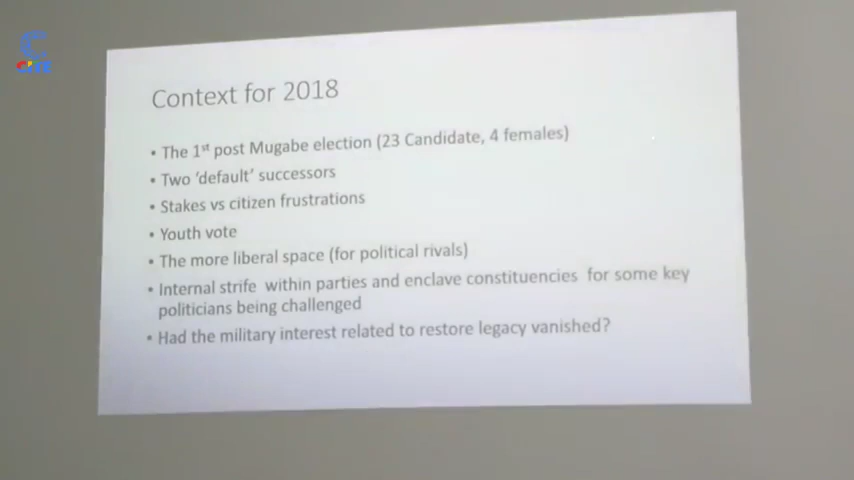 CITE
Context for 2018
• The 1st post Mugabe election (23 Candidate, 4 females)
• Two 'default' successors
• Stakes vs citizen frustrations
• Youth vote
• The more liberal space (for political rivals)
• Internal strife within parties and enclave constituencies for some key
politicians being challenged
• Had the military interest related to restore legacy vanished?